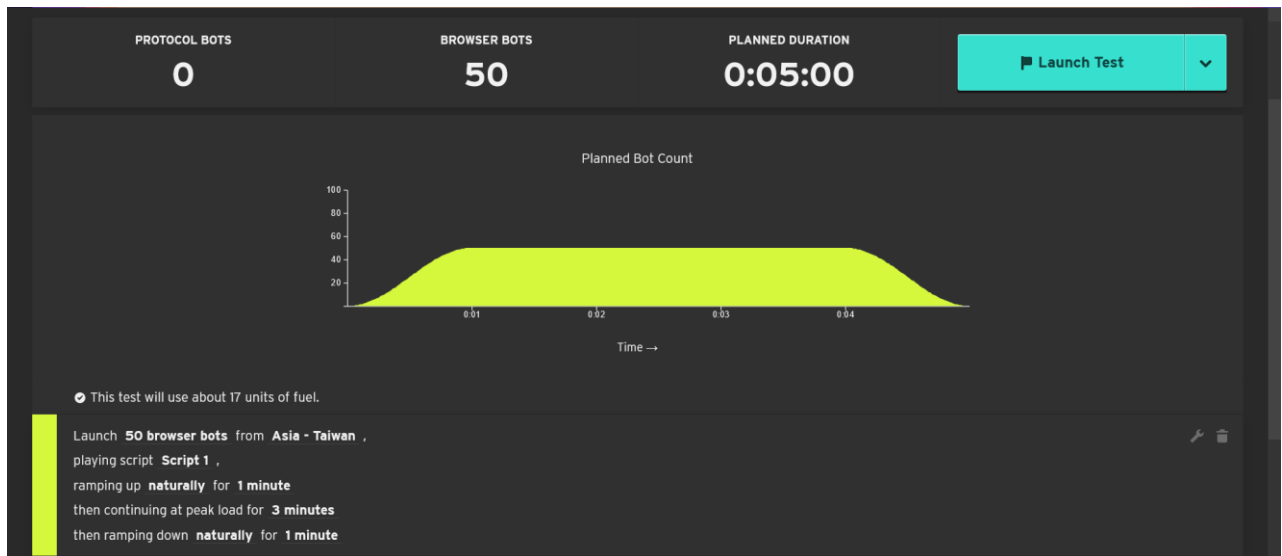 PROTOCOL BOTS
0
BROWSER BOTS
50
PLANNED DURATION
0:05:00
Launch Test
Planned Bot Count
100
80
60
40
20
0:01 0:02 0:03 0:04
Time →
This test will use about 17 units of fuel.
Launch 50 browser bots from Asia - Taiwan ,
playing script Script 1 ,
ramping up naturally for 1 minute
then continuing at peak load for 3 minutes
then ramping down naturally for 1 minute